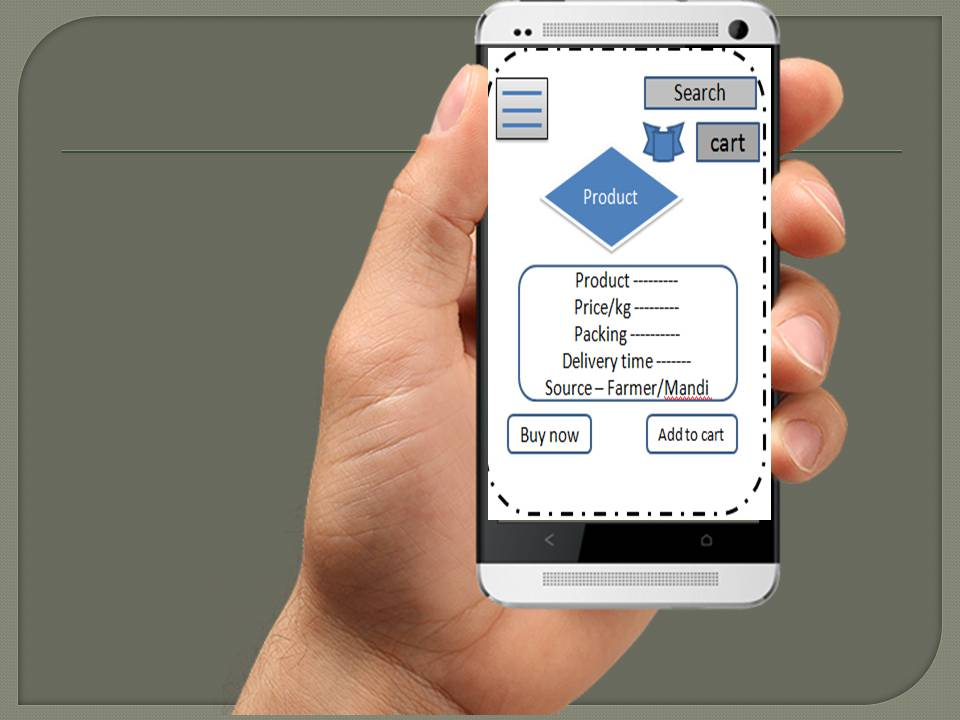 Search
cart
Product
Product ---------
Price/kg ---------
Packing ----------
Delivery time -------
Source – Farmer/Mandi
Buy now
Add to cart